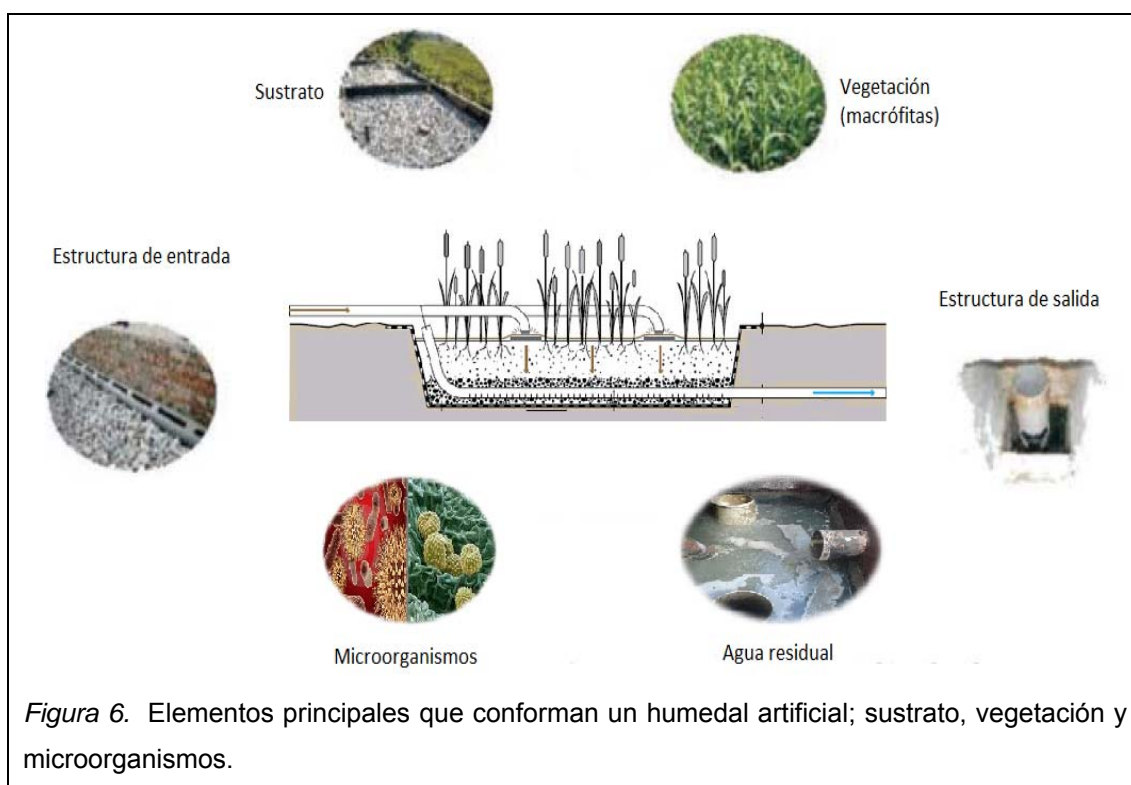 Sustrato
Vegetación
(macrófitas)
Estructura de entrada
Estructura de salida
Microorganismos
Agua residual
Figura 6. Elementos principales que conforman un humedal artificial; sustrato, vegetación y
microorganismos.